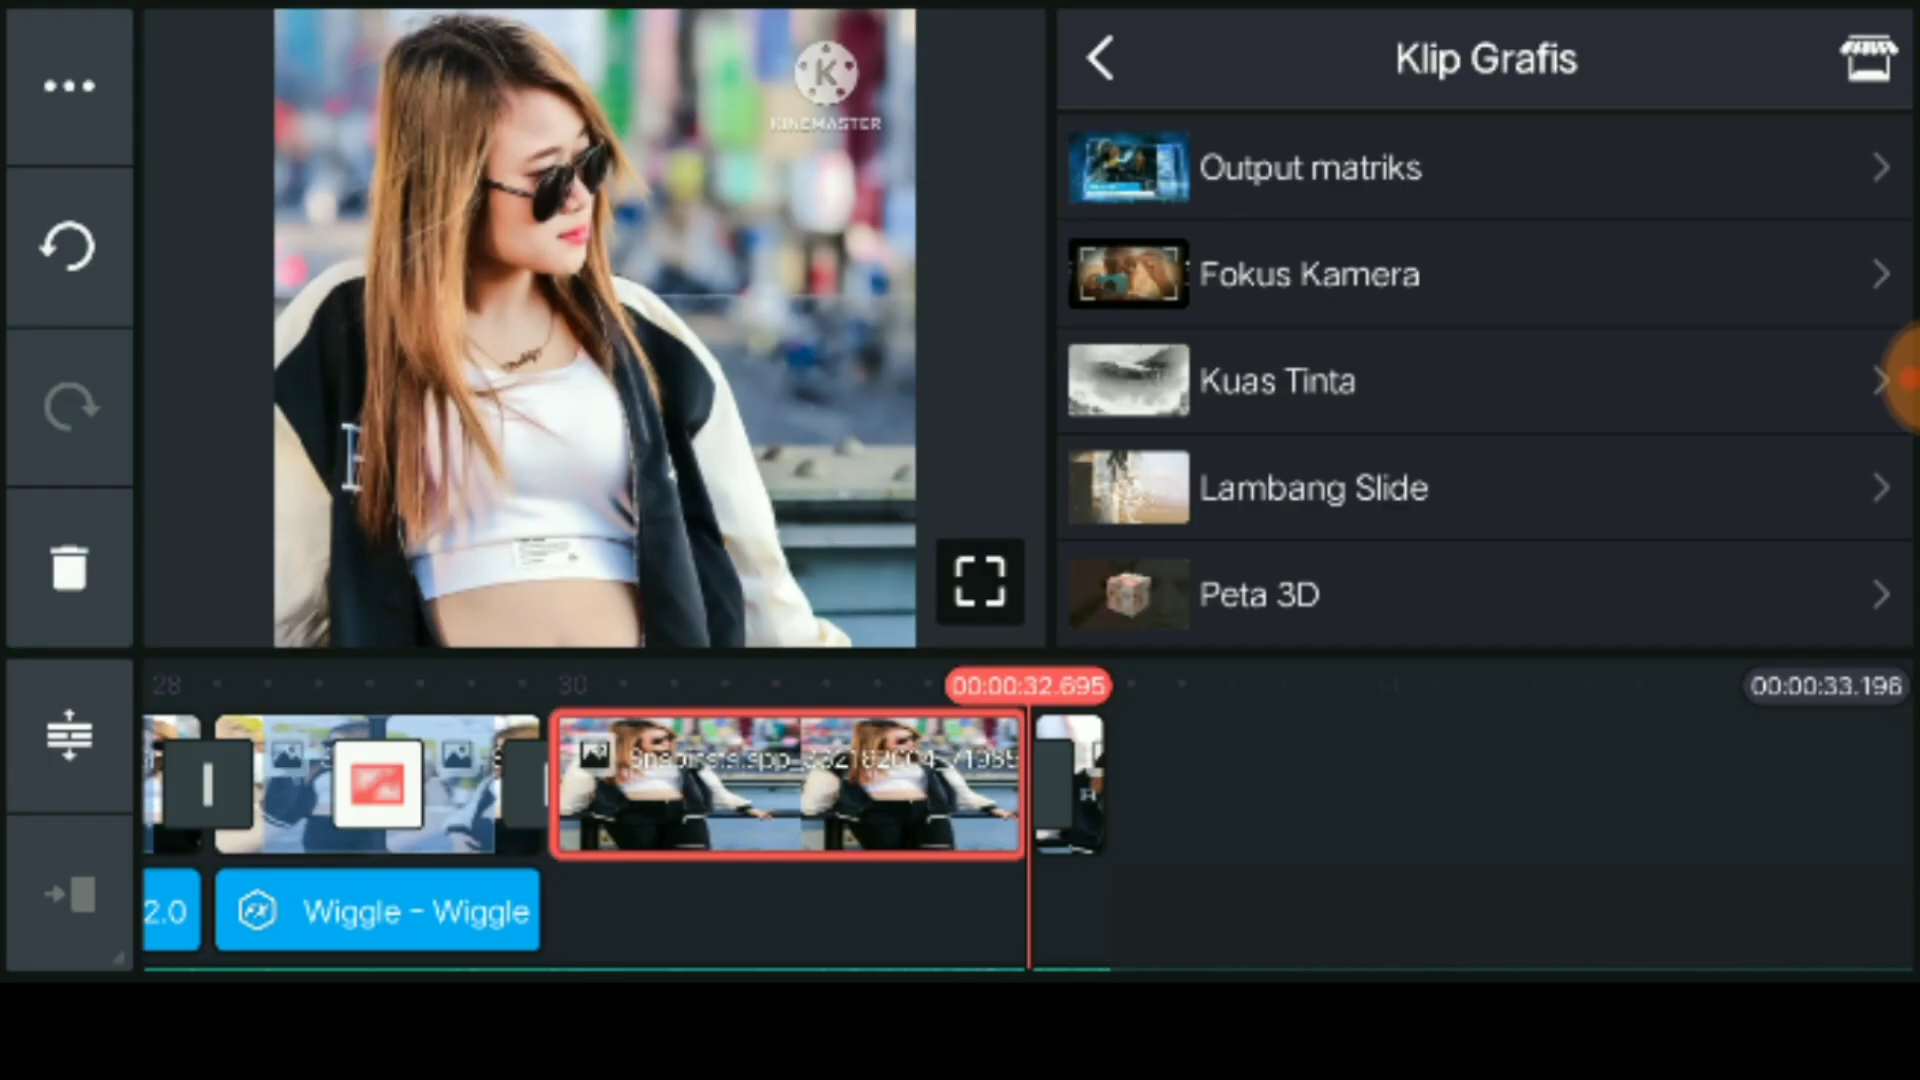 Klip Grafis
KINEMASTER
Output matriks
Fokus Kamera
Kuas Tinta
Lambang Slide
Peta 3D
28
30
00:00:32.695
00:00:33.196
2.0
Wiggle - Wiggle